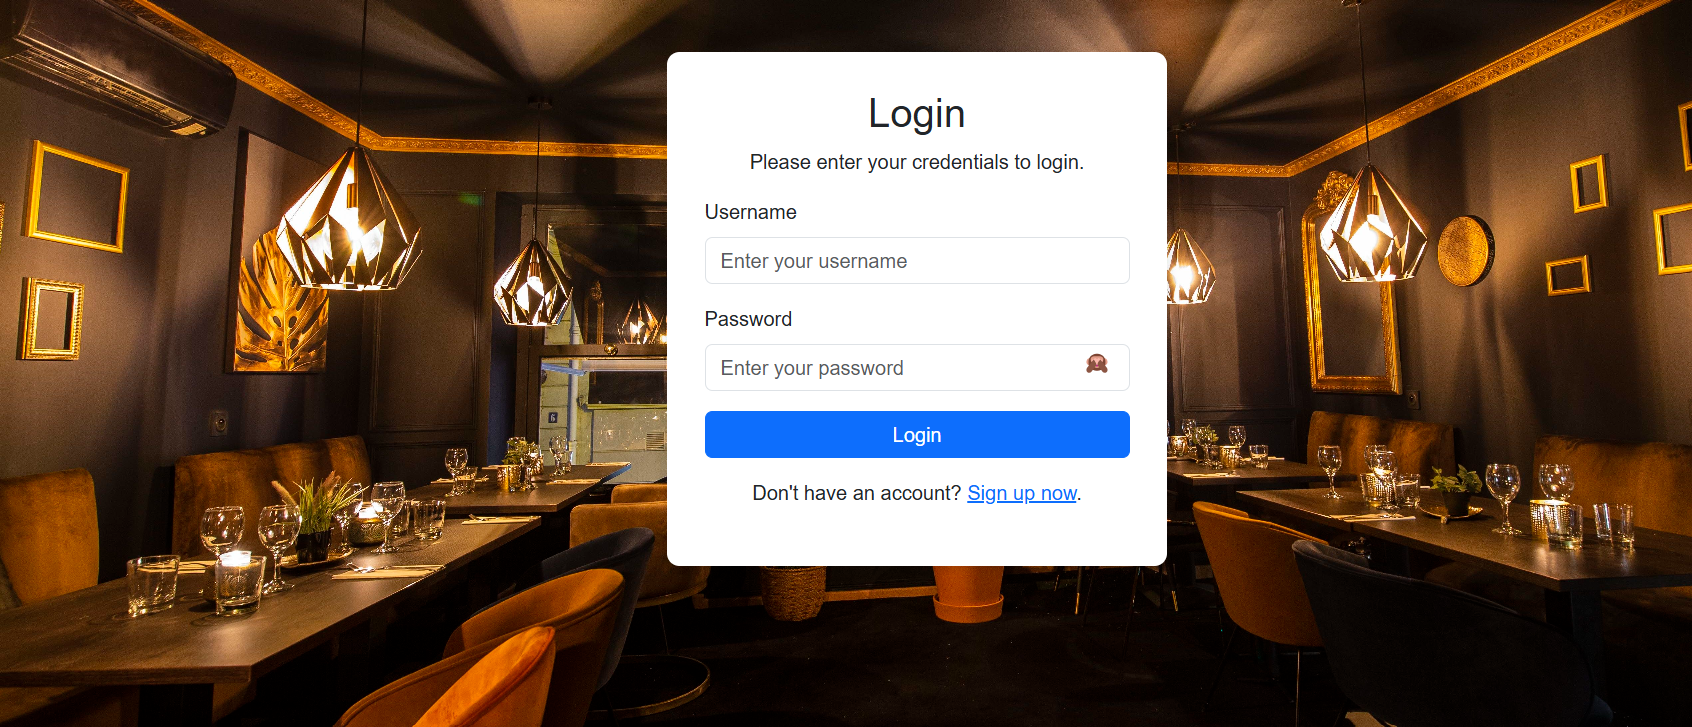 Login
Please enter your credentials to login.
Username
Enter your username
Password
Enter your password
Login
Don't have an account? Sign up now.
6